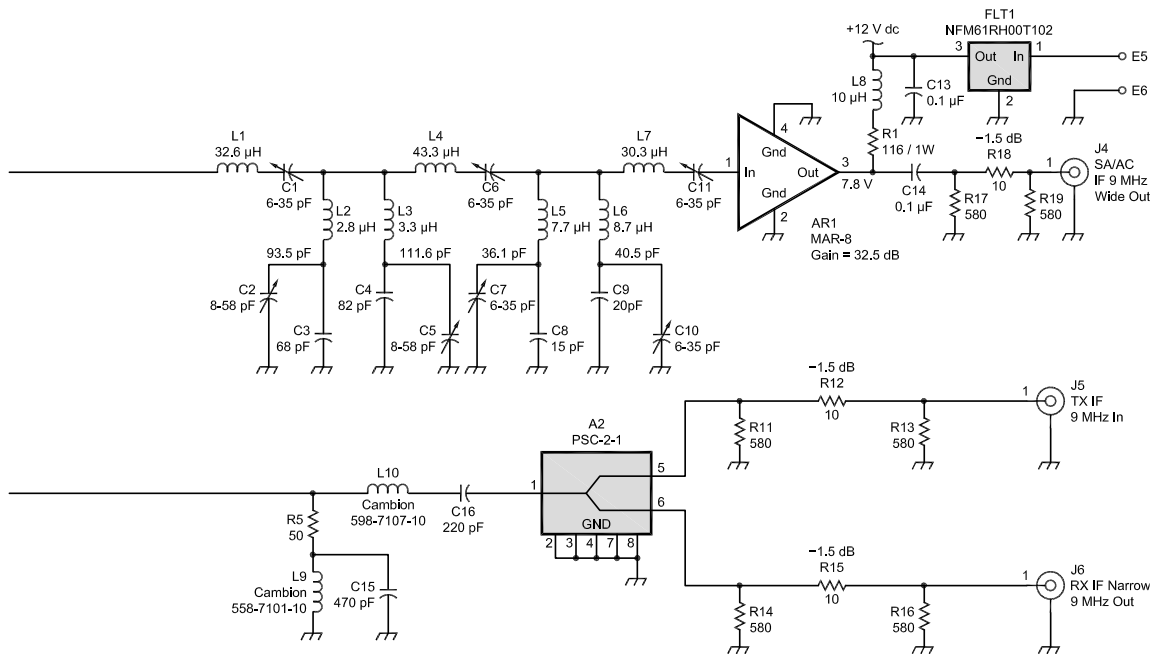 FLT1
NFM61RH00T102
+12 V dc
3
Out
In
1
Gnd
2
E5
E6
L8
10 µH
C13
0.1 µF
R1
116 / 1W
L1
32.6 µH
C1
6-35 pF
L4
43.3 µH
C6
6-35 pF
L7
30.3 µH
C11
6-35 pF
1
In
4
Gnd
Out
Gnd
2
3
7.8 V
AR1
MAR-8
Gain = 32.5 dB
C14
0.1 µF
−1.5 dB
R18
10
R17
580
R19
580
1
J4
SA/AC
IF 9 MHz
Wide Out
L2
2.8 µH
L3
3.3 µH
L5
7.7 µH
L6
8.7 µH
93.5 pF
111.6 pF
36.1 pF
40.5 pF
C2
8-58 pF
C3
68 pF
C4
82 pF
C5
8-58 pF
C7
6-35 pF
C8
15 pF
C9
20pF
C10
6-35 pF
−1.5 dB
R12
10
R11
580
R13
580
1
J5
TX IF
9 MHz In
A2
PSC-2-1
1
5
6
GND
2
3
4
7
8
L10
Cambion
598-7107-10
C16
220 pF
R5
50
L9
Cambion
558-7101-10
C15
470 pF
−1.5 dB
R15
10
R14
580
R16
580
1
J6
RX IF Narrow
9 MHz Out